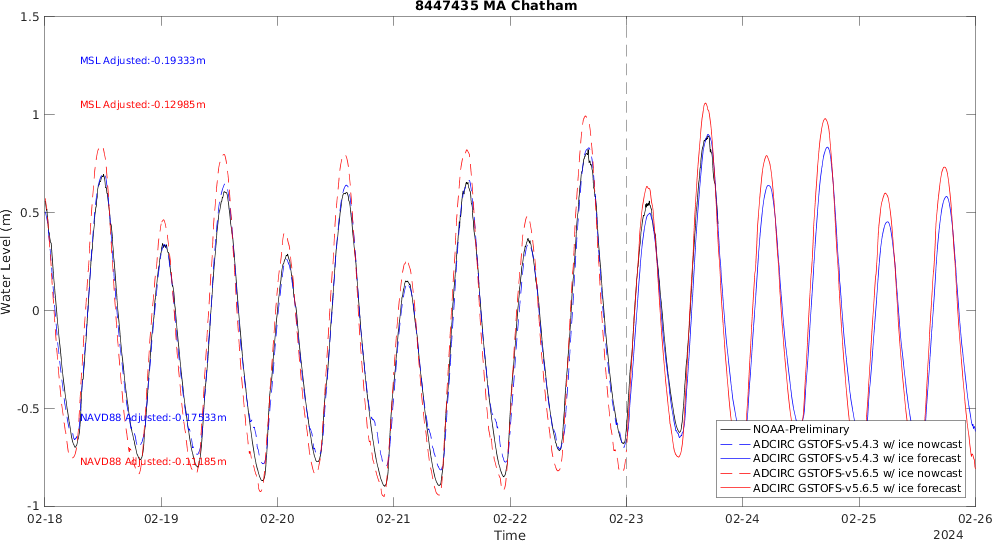 8447435 MA Chatham
1.5
MSL Adjusted:-0.19333m
1
MSL Adjusted:-0.12985m
0.5
Water Level (m)
0
-0.5
NAVD88 Adjusted:-0.17533m
NOAA-Preliminary
ADCIRC GSTOFS-v5.4.3 w/ ice nowcast
ADCIRC GSTOFS-v5.4.3 w/ ice forecast
NAVD88 Adjusted:-0.11185m
ADCIRC GSTOFS-v5.6.5 w/ ice nowcast
ADCIRC GSTOFS-v5.6.5 w/ ice forecast
-1
02-18 02-19 02-20 02-21 02-22 02-23 02-24 02-25 02-26
Time
2024